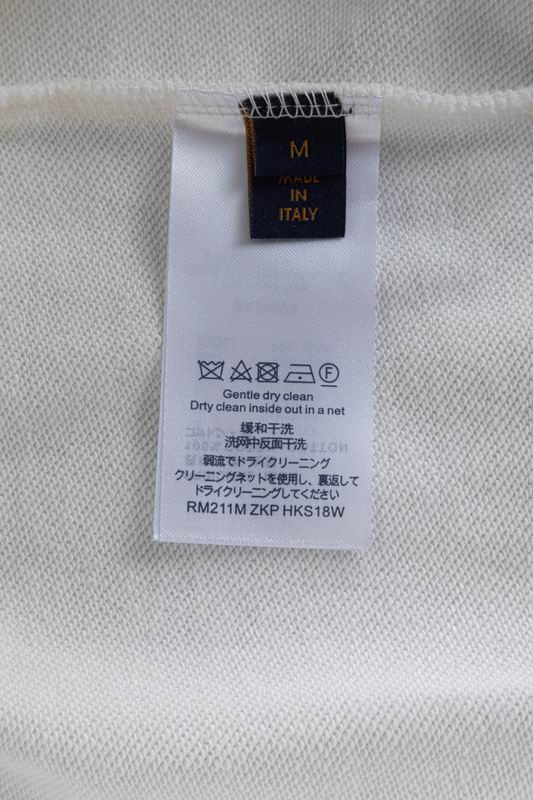 M
MADE
IN
ITALY
Gentle dry clean
Drty clean inside out in a net
缓和干洗
洗网中反面干洗
弱流でドライクリーニング
クリーニングネットを使用し、裏返して
ドライクリーニングしてください
RM211M ZKP HKS18W